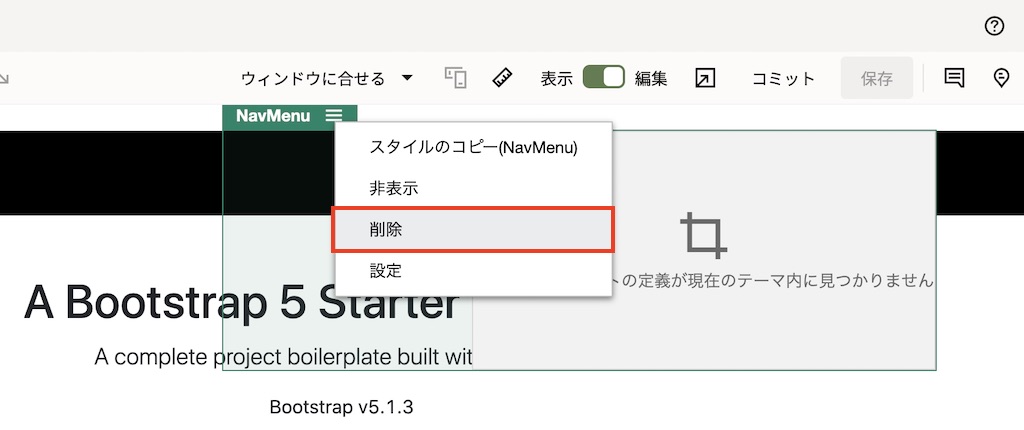 ウィンドウに合せる
表示
編集
コミット
保存
NavMenu
スタイルのコピー(NavMenu)
非表示
削除
設定
トの定義が現在のテーマ内に見つかりません
A Bootstrap 5 Starter
A complete project boilerplate built wit
Bootstrap v5.1.3